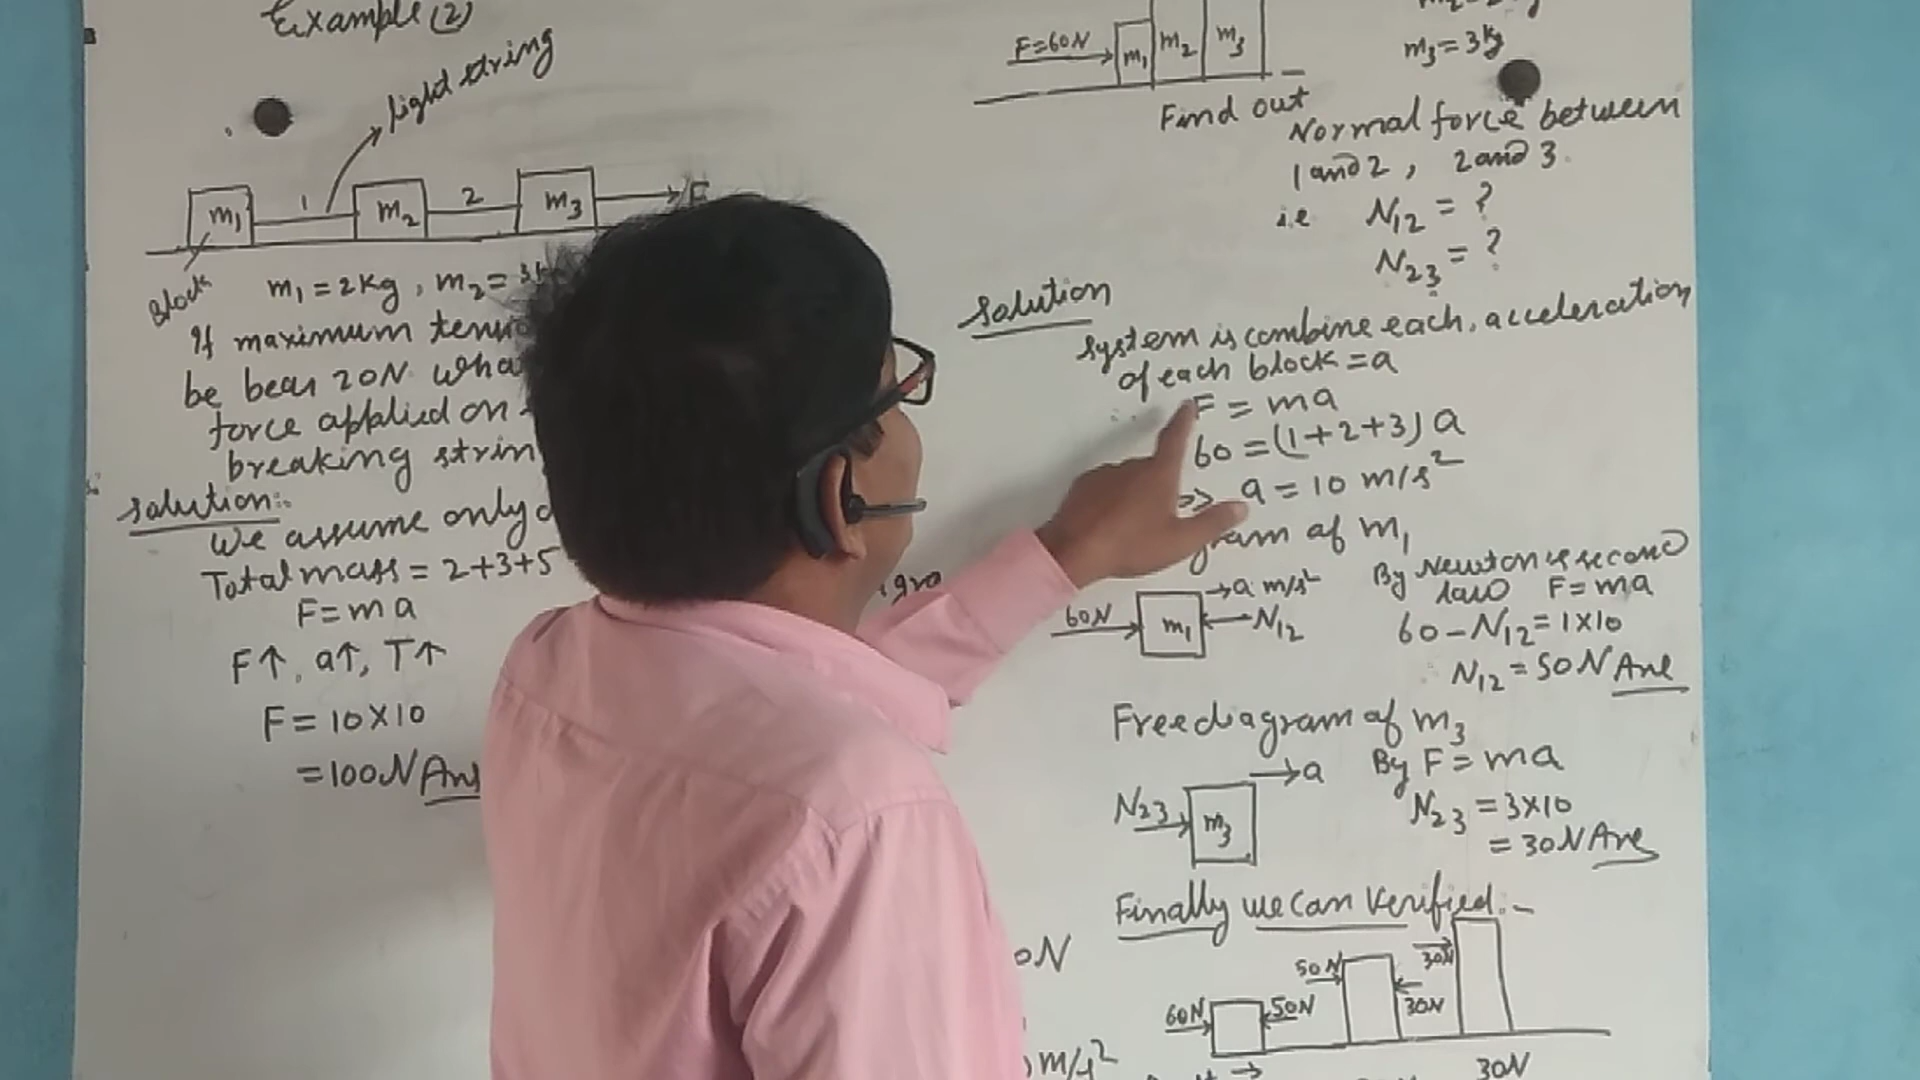 Example (2)
light string
m1
1
m2
2
m3
F
Block
m1 = 2kg, m2 =
If maximum
be bear 20N
force applied on
breaking
Solution:-
We assume only
Total mass = 2+3+5
F = ma
F↑, a↑, T↑
F = 10×10
= 100N Ans
F=60N
m1
m2
m3
m3 = 3kg
Find out
Normal force between
1 and 2, 2 and 3.
i.e N12 = ?
N23 = ?
Solution
System is combine each, acceleration
of each block = a
F = ma
60 = (1+2+3) a
a = 10 m/s²
of m1
60N
m1
→a m/s²
N12
By Newton's second
law F = ma
60 - N12 = 1×10
N12 = 50N Ans
Free diagram of m3
N23
m3
→a
By F = ma
N23 = 3×10
= 30N Ans
Finally we can verified:-
60N
50N
50N
30N
30N
m/s²
30N